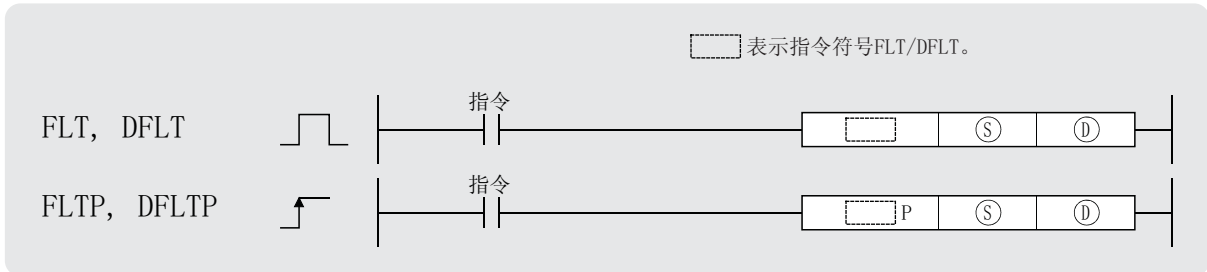 表示指令符号FLT/DFLT。
指令
FLT, DFLT Ⓢ Ⓓ
指令
FLTP, DFLTP P Ⓢ Ⓓ